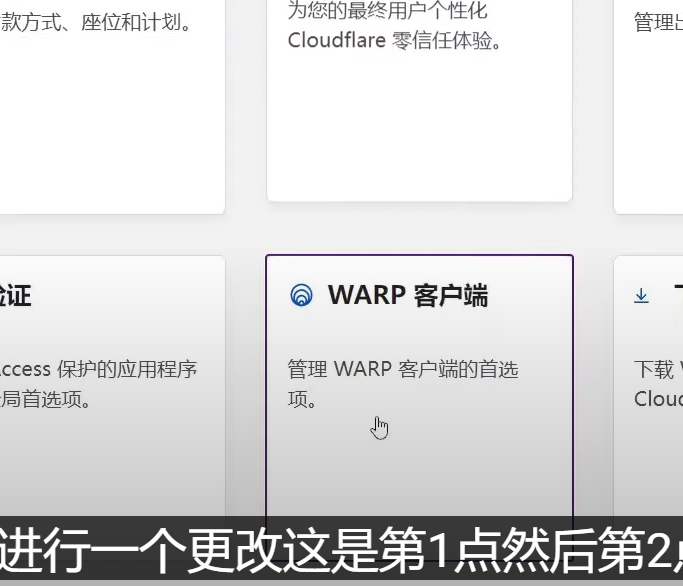 款方式、座位和计划。
为您的最终用户个性化
Cloudflare 零信任体验。
管理
验证
Access 保护的应用程序
局首选项。
WARP 客户端
管理 WARP 客户端的首选
项。
下载
Cloud
进行一个更改这是第1点然后第2